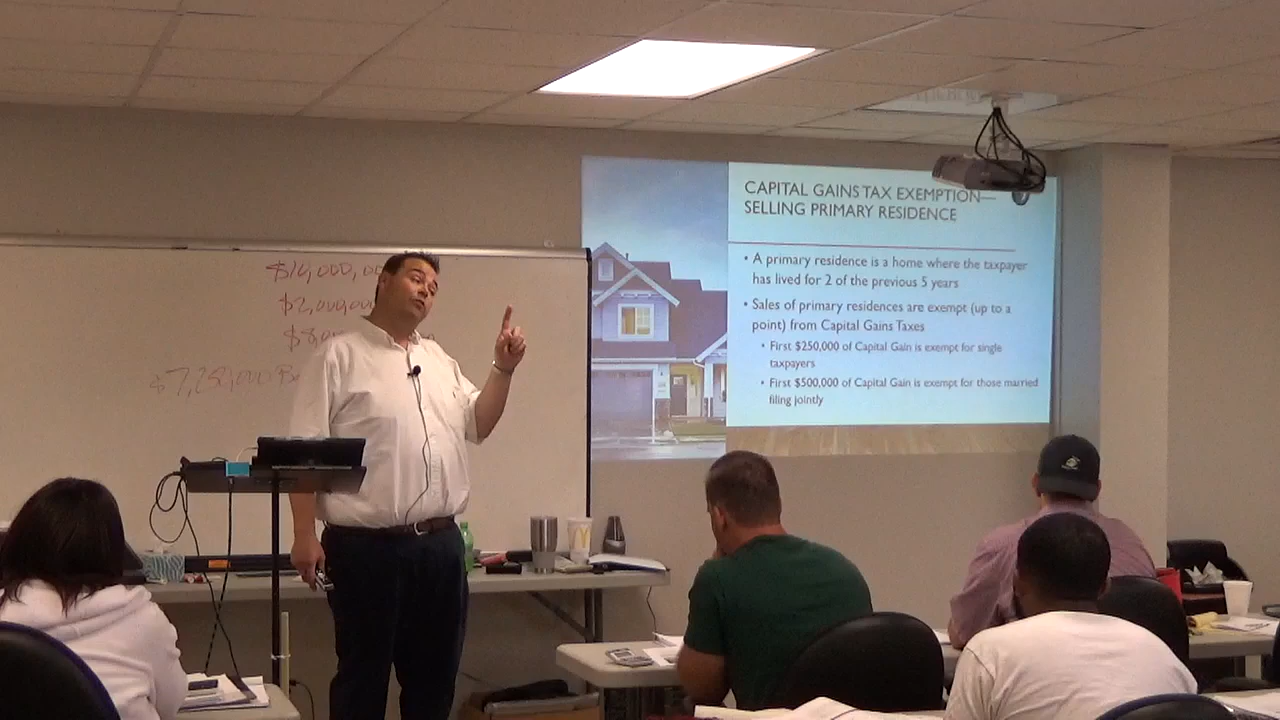 CAPITAL GAINS TAX EXEMPTION—
SELLING PRIMARY RESIDENCE
• A primary residence is a home where the taxpayer
has lived for 2 of the previous 5 years
• Sales of primary residences are exempt (up to a
point) from Capital Gains Taxes
• First $250,000 of Capital Gain is exempt for single
taxpayers
• First $500,000 of Capital Gain is exempt for those married
filing jointly
$2,000,00